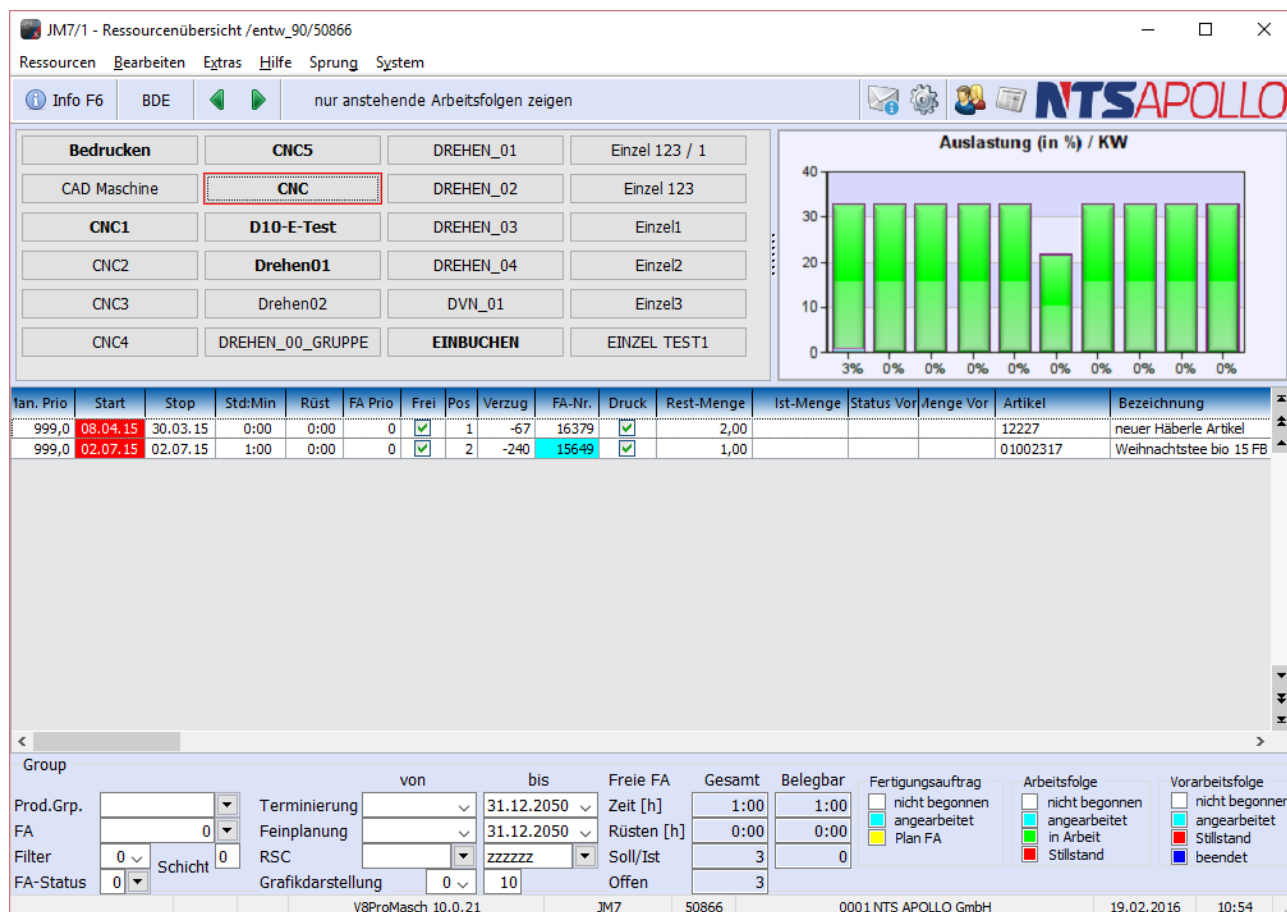 JM7/1 - Ressourcenübersicht /entw_90/50866
Ressourcen Bearbeiten Extras Hilfe Sprung System
Info F6 BDE nur anstehende Arbeitsfolgen zeigen NTSAPOLLO
Bedrucken CNC5 DREHEN_01 Einzel 123 / 1
CAD Maschine CNC DREHEN_02 Einzel 123
CNC1 D10-E-Test DREHEN_03 Einzel1
CNC2 Drehen01 DREHEN_04 Einzel2
CNC3 Drehen02 DVN_01 Einzel3
CNC4 DREHEN_00_GRUPPE EINBUCHEN EINZEL TEST1
Auslastung (in %) / KW
40
30
20
10
0
3% 0% 0% 0% 0% 0% 0% 0% 0% 0%
Man. Prio Start Stop Std:Min Rüst FA Prio Frei Pos Verzug FA-Nr. Druck Rest-Menge Ist-Menge Status Vor Menge Vor Artikel Bezeichnung
999,0 08.04.15 30.03.15 0:00 0:00 0 1 -67 16379 2,00 12227 neuer Häberle Artikel
999,0 02.07.15 02.07.15 1:00 0:00 0 2 -240 15649 1,00 01002317 Weihnachtstee bio 15 FB
Group
von bis Freie FA Gesamt Belegbar Fertigungsauftrag Arbeitsfolge Vorarbeitsfolge
Prod.Grp. Terminierung 31.12.2050 Zeit [h] 1:00 1:00 nicht begonnen nicht begonnen nicht begonnen
FA 0 Feinplanung 31.12.2050 Rüsten [h] 0:00 0:00 angearbeitet angearbeitet angearbeitet
Filter 0 Schicht 0 RSC zzzzzz Soll/Ist 3 0 Plan FA in Arbeit Stillstand
FA-Status 0 Grafikdarstellung 0 10 Offen 3 Stillstand beendet
V8ProMasch 10.0.21 JM7 50866 0001 NTS APOLLO GmbH 19.02.2016 10:54